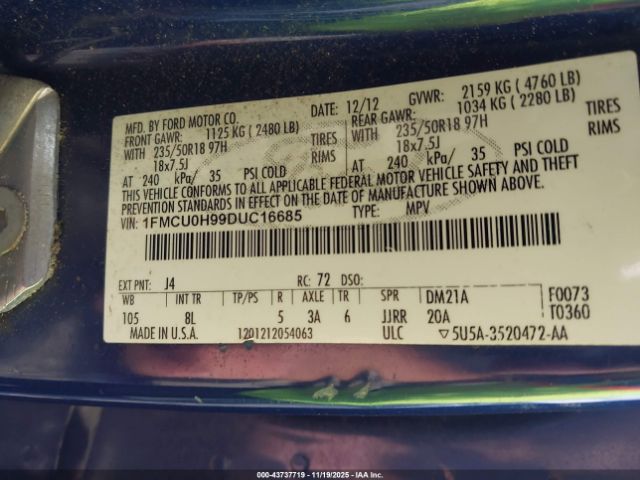 MFD. BY FORD MOTOR CO. DATE: 12/12 GVWR: 2159 KG ( 4760 LB)
FRONT GAWR: 1125 KG ( 2480 LB) REAR GAWR: 1034 KG ( 2280 LB)
WITH 235/50R18 97H TIRES WITH 235/50R18 97H TIRES
18x7.5J RIMS 18x7.5J RIMS
AT 240 kPa/ 35 PSI COLD AT 240 kPa/ 35 PSI COLD
THIS VEHICLE CONFORMS TO ALL APPLICABLE FEDERAL MOTOR VEHICLE SAFETY AND THEFT
PREVENTION STANDARDS IN EFFECT ON THE DATE OF MANUFACTURE SHOWN ABOVE.
VIN: 1FMCU0H99DUC16685 TYPE: MPV
EXT PNT: J4 RC: 72 DSO:
WB INT TR TP/PS R AXLE TR SPR DM21A F0073
105 8L 5 3A 6 JJRR 20A T0360
MADE IN U.S.A. 1201212054063 ULC ▽5U5A-3520472-AA
000-43737719 - 11/19/2025 - IAAI.CA